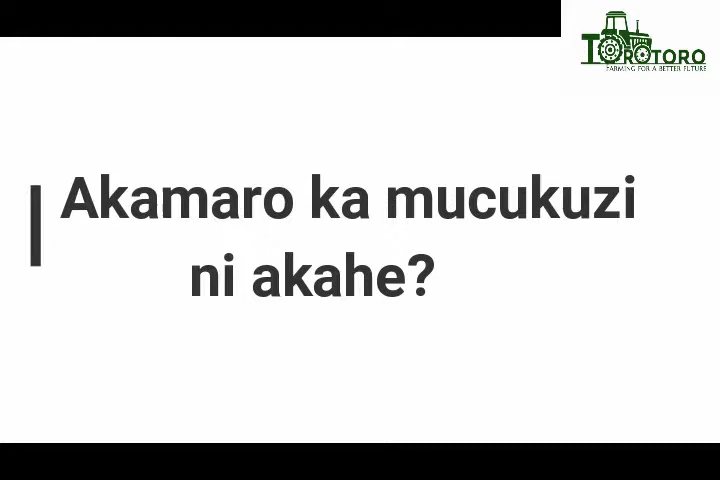 TOROTORO
FARMING FOR A BETTER FUTURE
Akamaro ka mucukuzi
ni akahe?